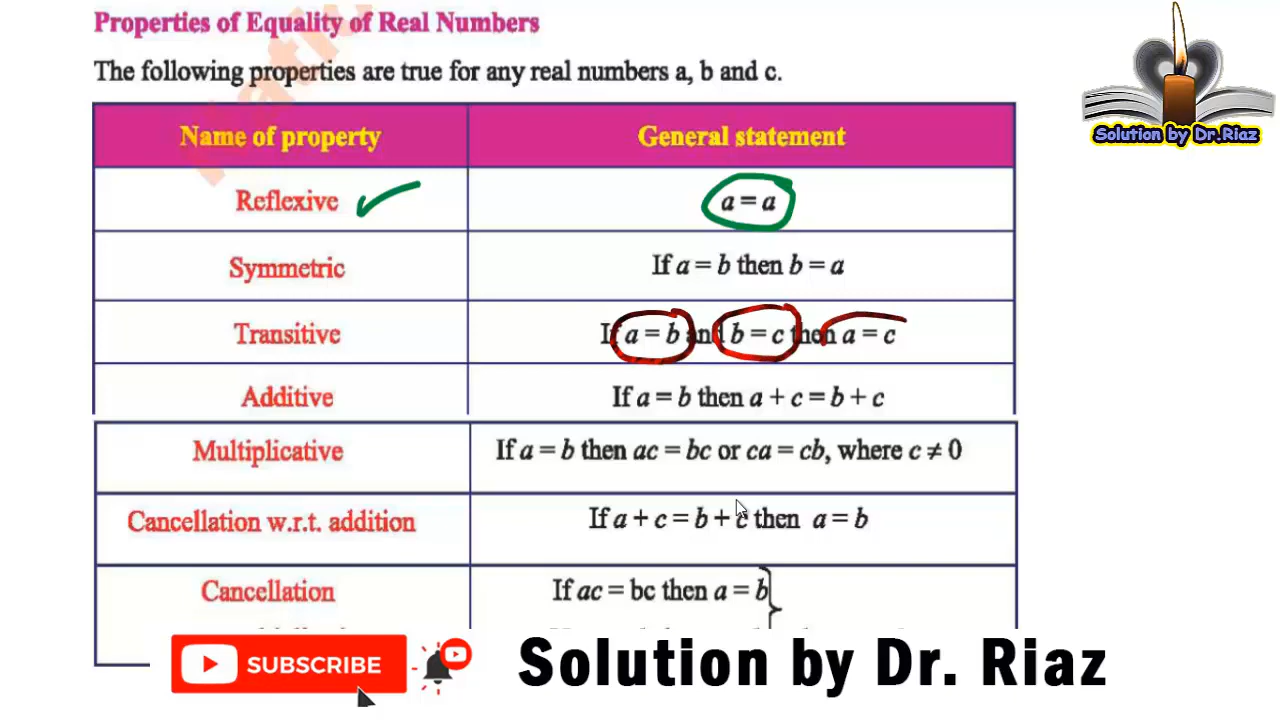 Properties of Equality of Real Numbers
Solution by Dr.Riaz
The following properties are true for any real numbers a, b and c.
Name of property General statement
Reflexive a = a
Symmetric If a = b then b = a
Transitive If a = b and b = c then a = c
Additive If a = b then a + c = b + c
Multiplicative If a = b then ac = bc or ca = cb, where c ≠ 0
Cancellation w.r.t. addition If a + c = b + c then a = b
Cancellation If ac = bc then a = b
SUBSCRIBE Solution by Dr. Riaz